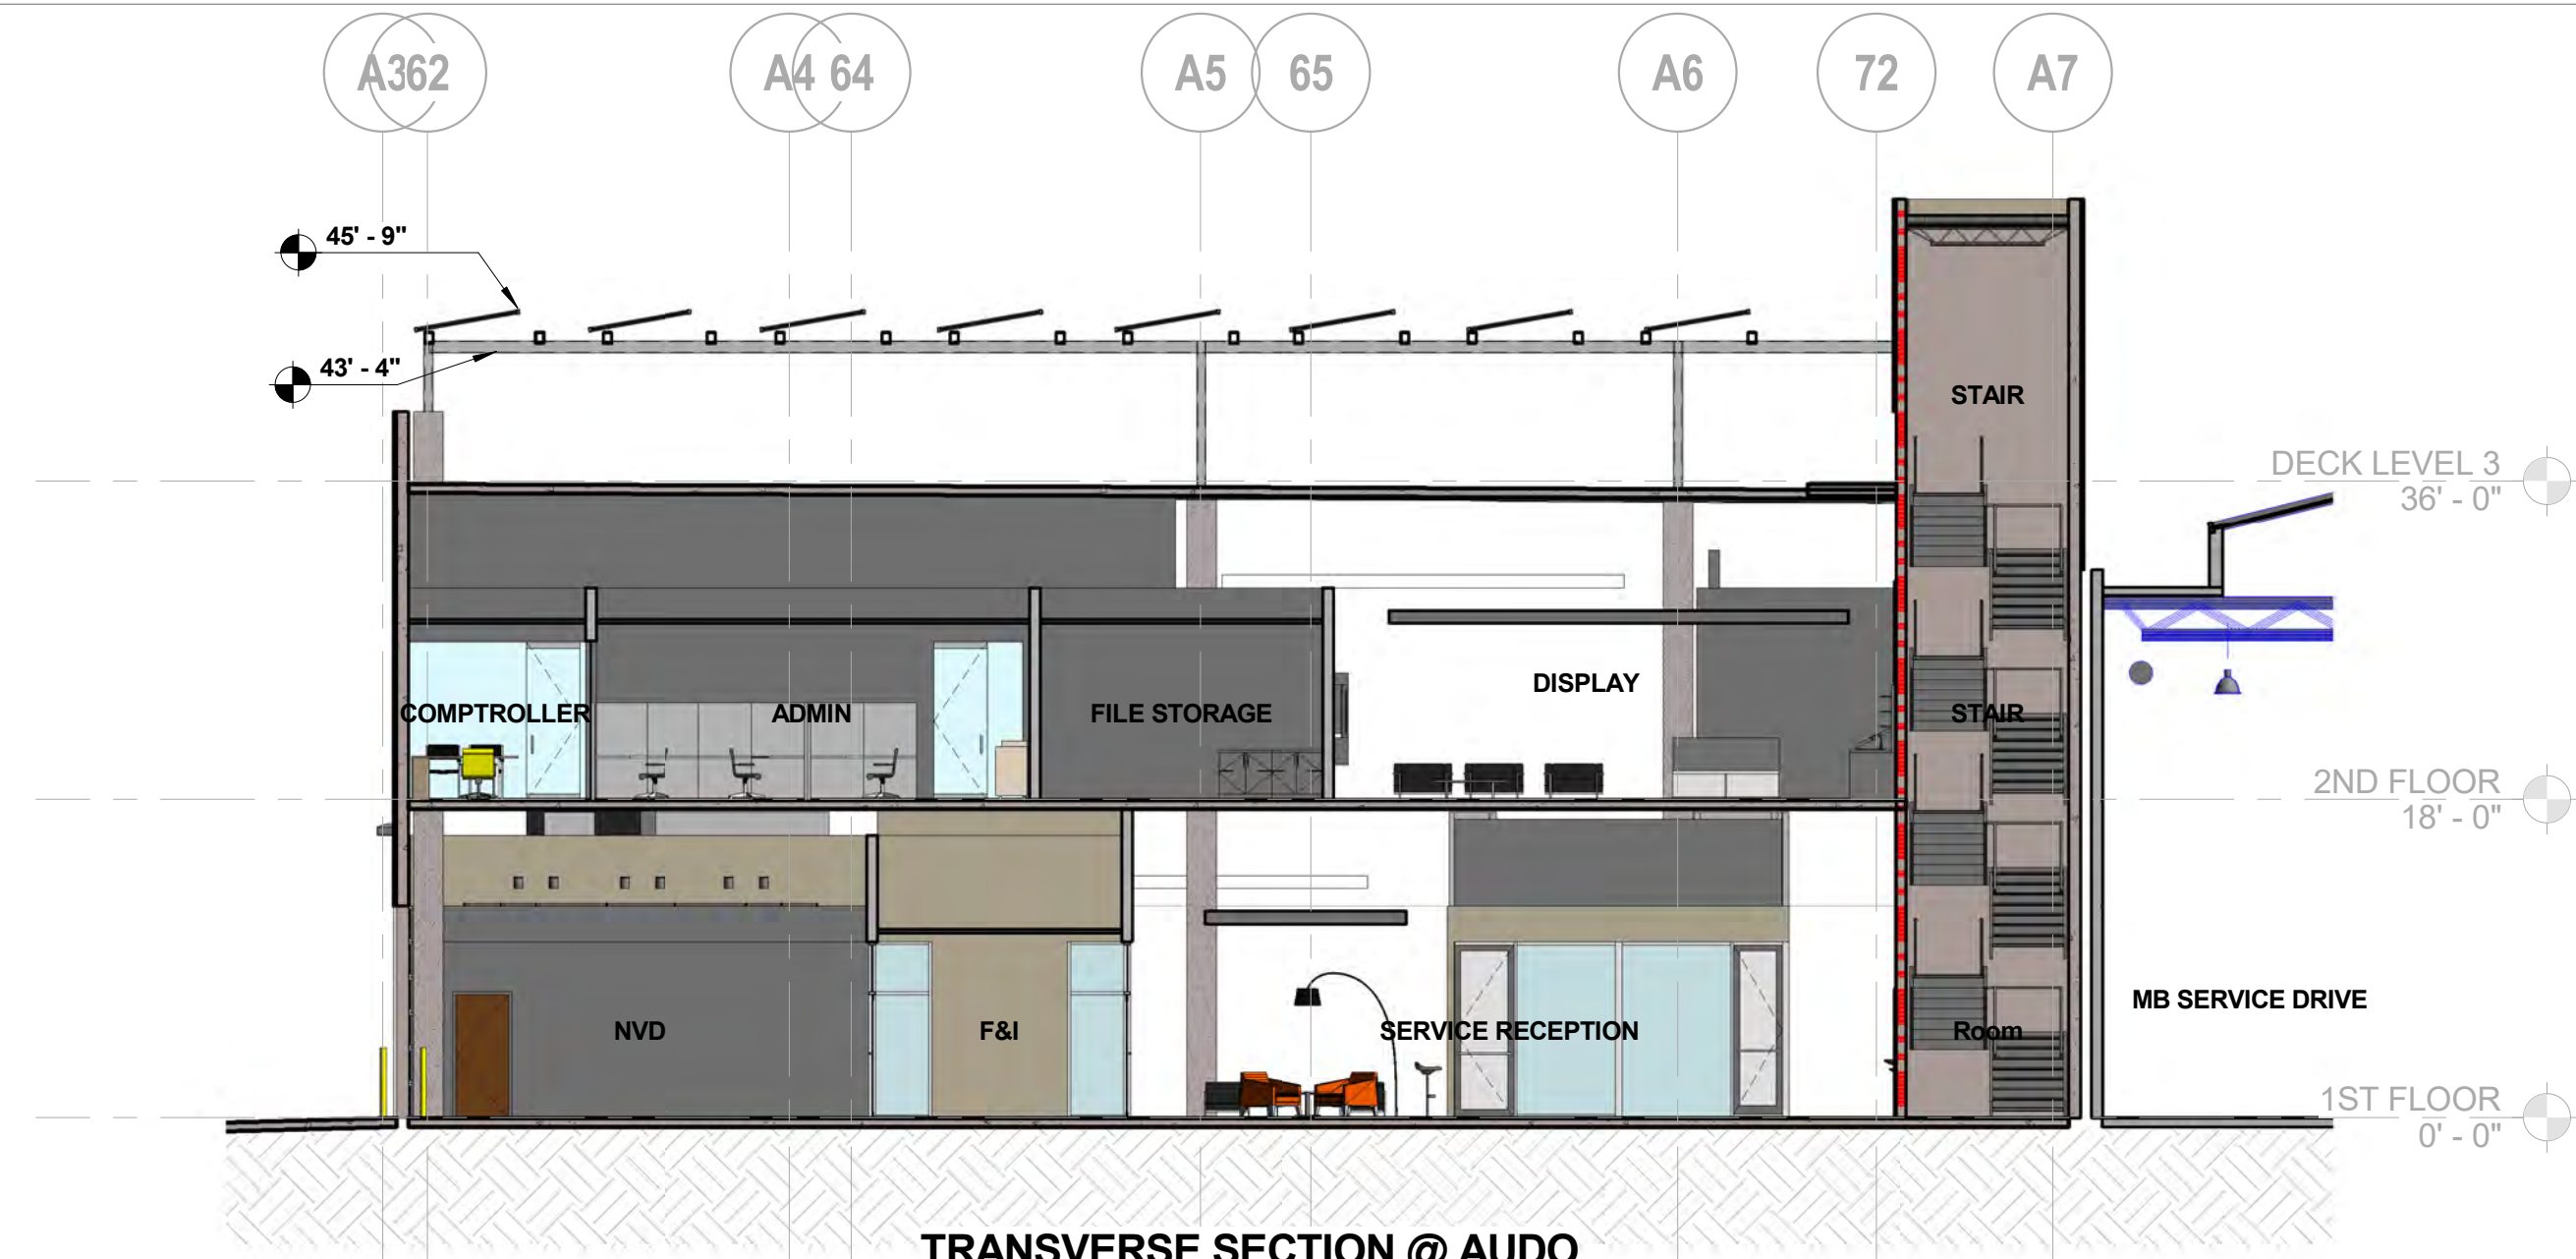 A3 62 A4 64 A5 65 A6 72 A7
45' - 9"
43' - 4"
STAIR
DECK LEVEL 3
36' - 0"
COMPTROLLER ADMIN FILE STORAGE DISPLAY STAIR
2ND FLOOR
18' - 0"
NVD F&I SERVICE RECEPTION Room MB SERVICE DRIVE
1ST FLOOR
0' - 0"
TRANSVERSE SECTION @ AUDO